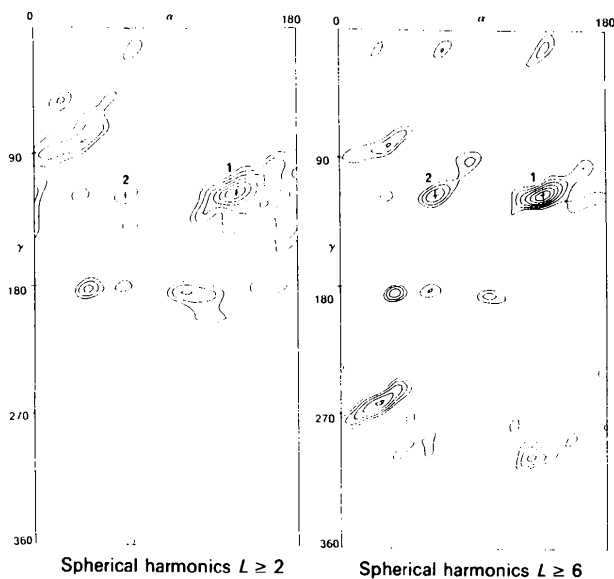 0 α 180
0 α 180
90
90
2
1
2
1
γ
γ
180
180
270
270
360
360
Spherical harmonics L ≥ 2
Spherical harmonics L ≥ 6